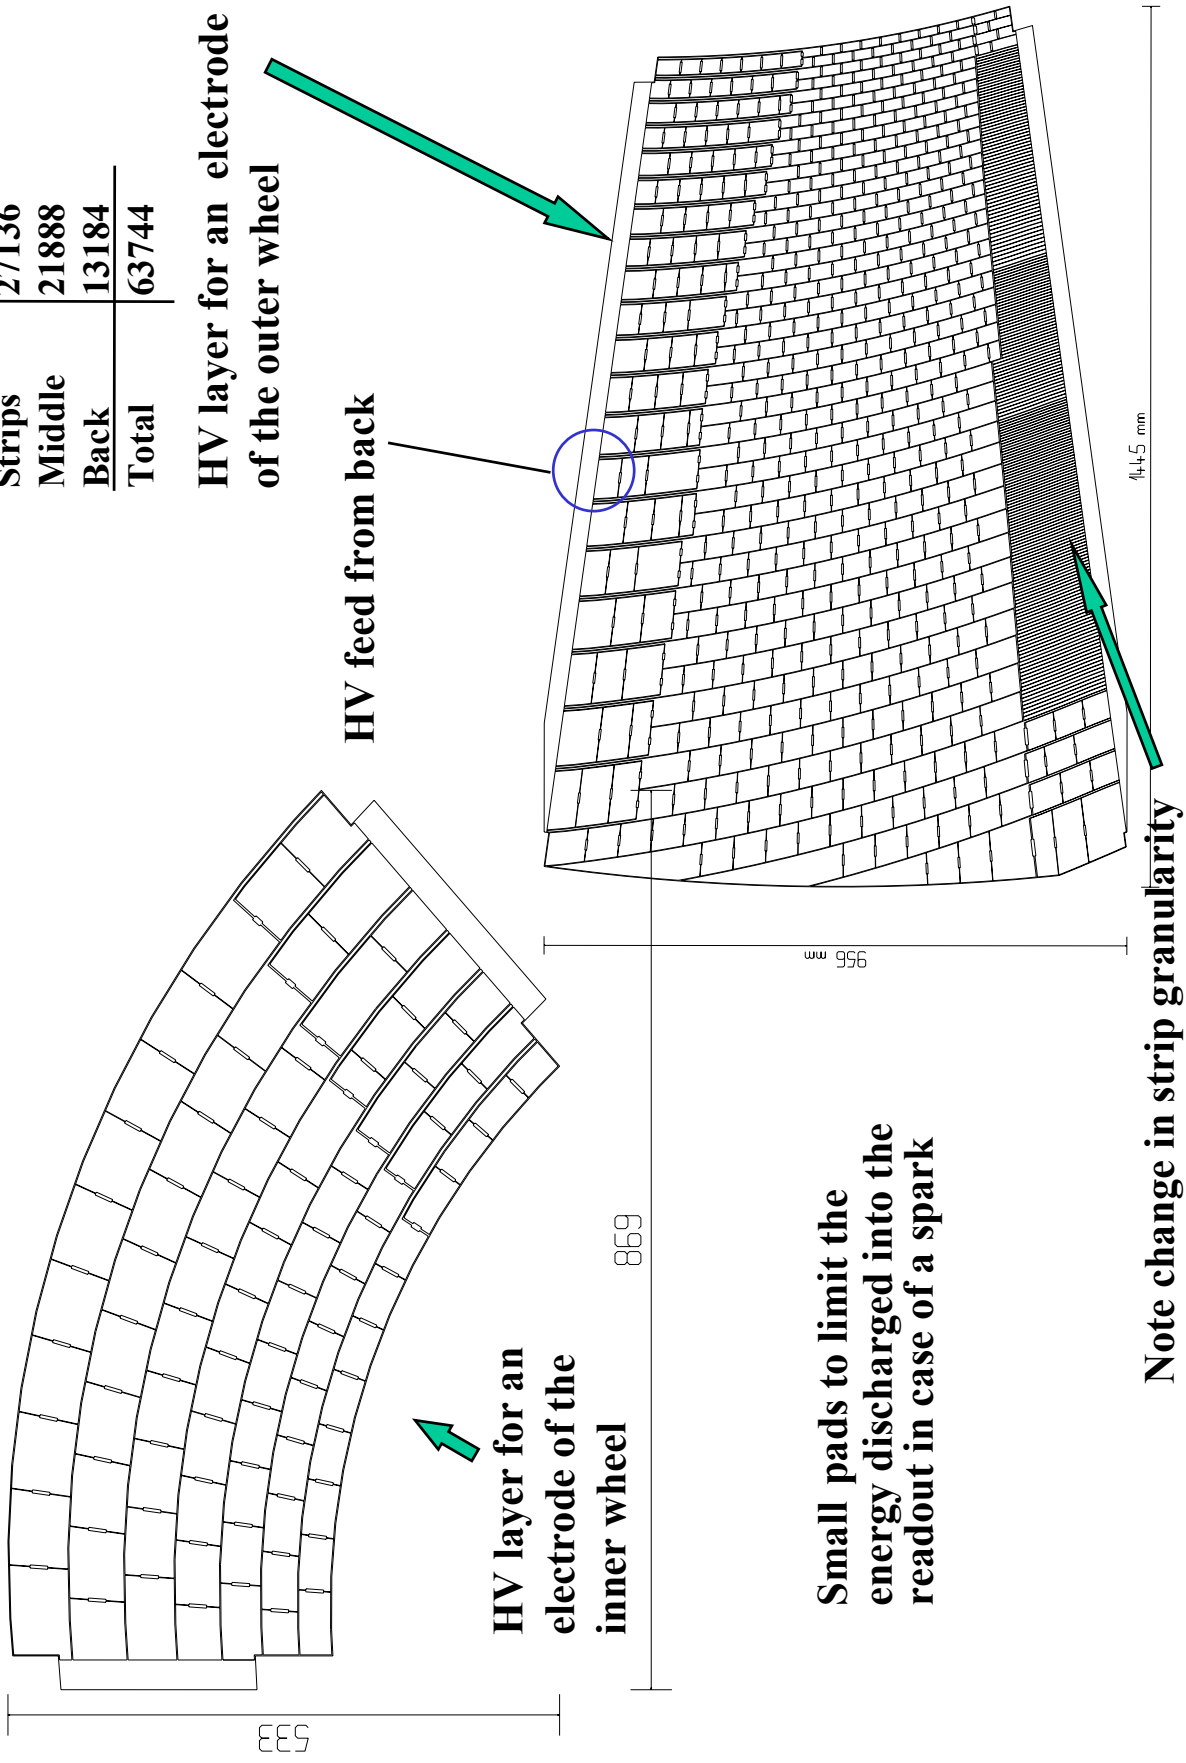 Strips 27136
Middle 21888
Back 13184
Total 63744
HV layer for an electrode
of the outer wheel
HV feed from back
1445 mm
956 mm
869
533
HV layer for an
electrode of the
inner wheel
Small pads to limit the
energy discharged into the
readout in case of a spark
Note change in strip granularity